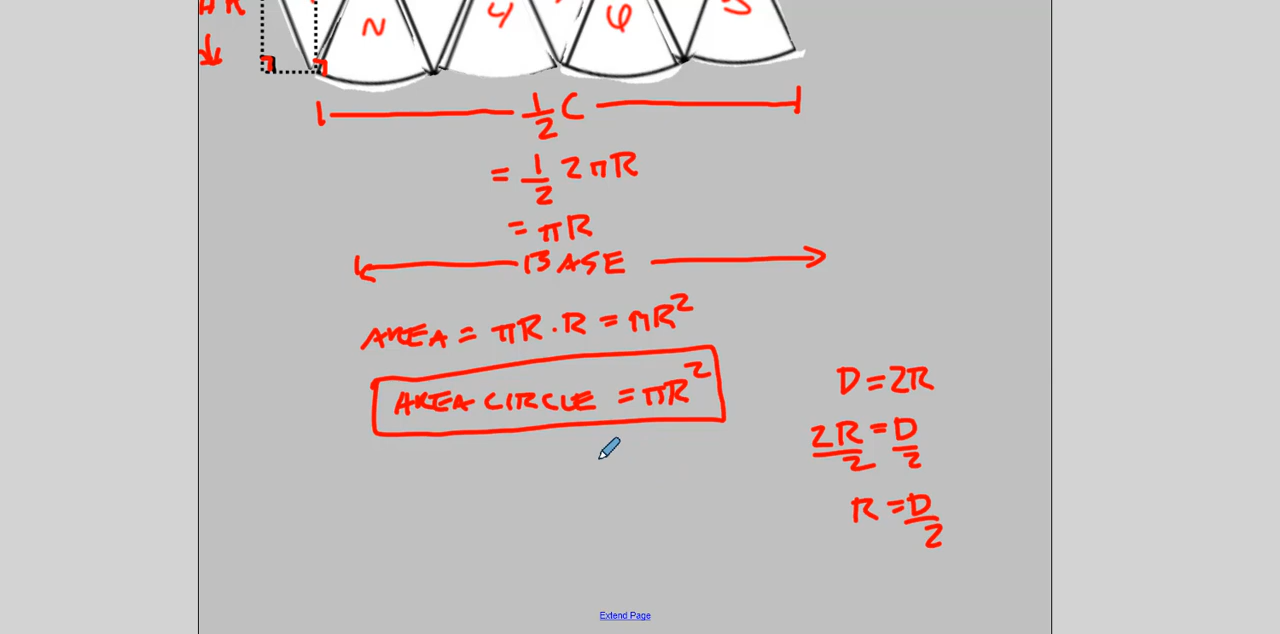 R
2 4 6
1/2 C
= 1/2 2πR
= πR
BASE
AREA = πR · R = πR²
AREA CIRCLE = πR²
D = 2R
2R/2 = D/2
R = D/2
Extend Page